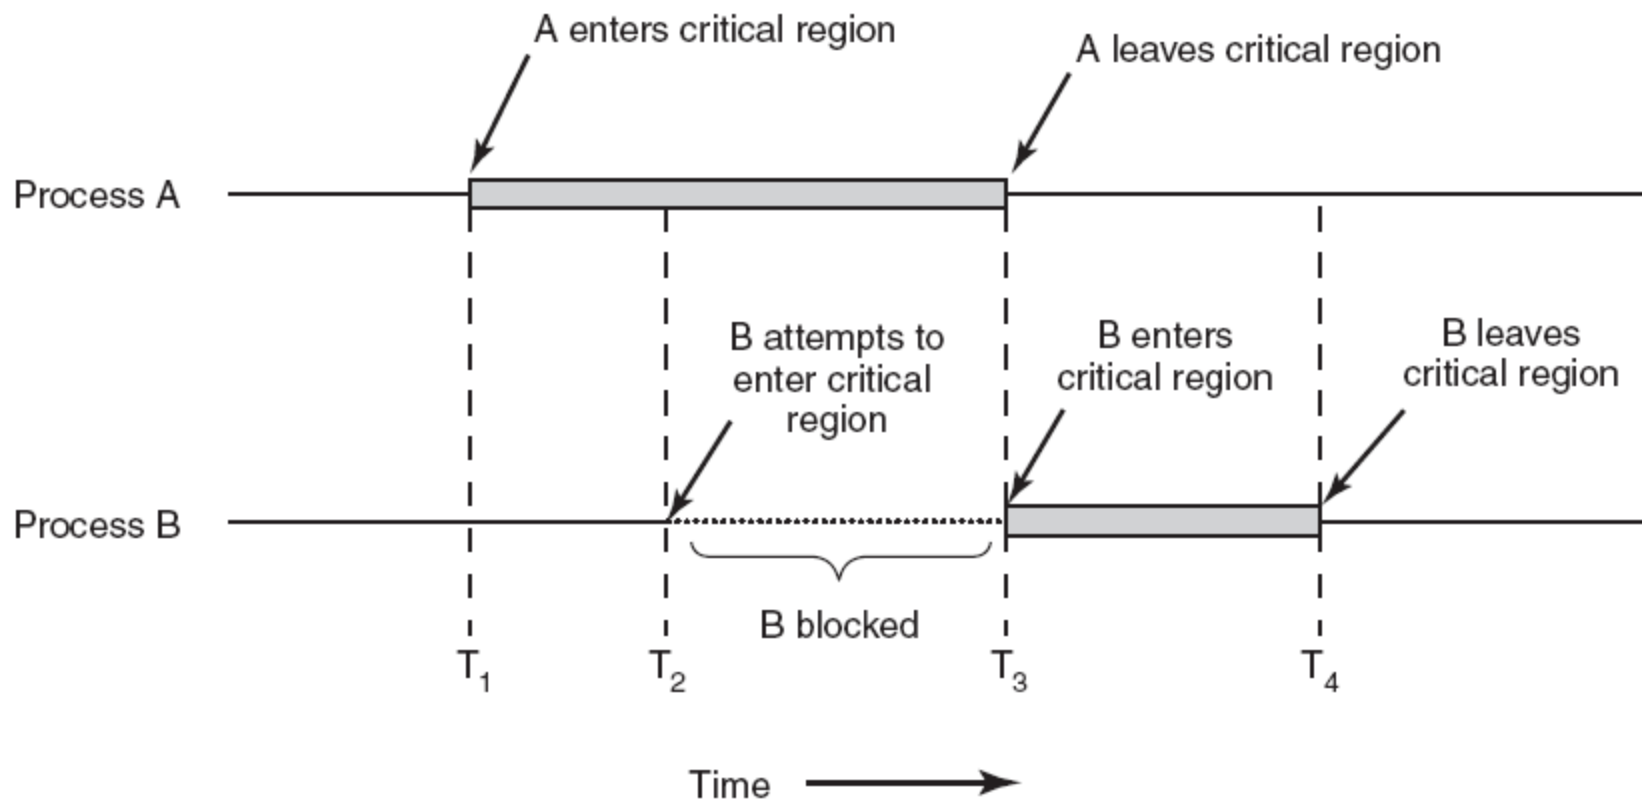 A enters critical region
A leaves critical region
Process A
B attempts to
enter critical
region
B enters
critical region
B leaves
critical region
Process B
B blocked
T1
T2
T3
T4
Time